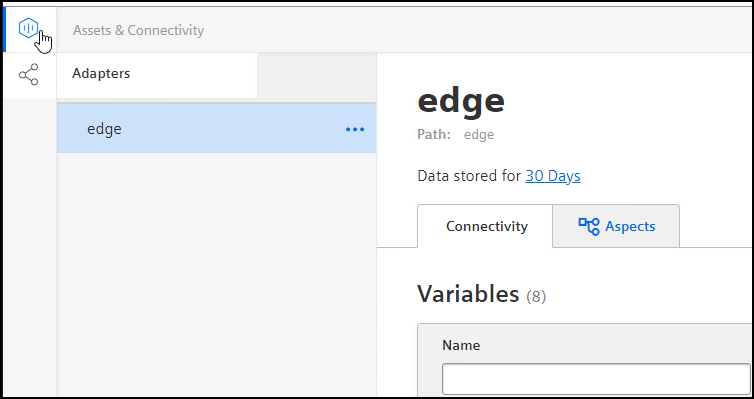 Assets & Connectivity
Adapters
edge
edge
Path: edge
Data stored for 30 Days
Connectivity
Aspects
Variables (8)
Name